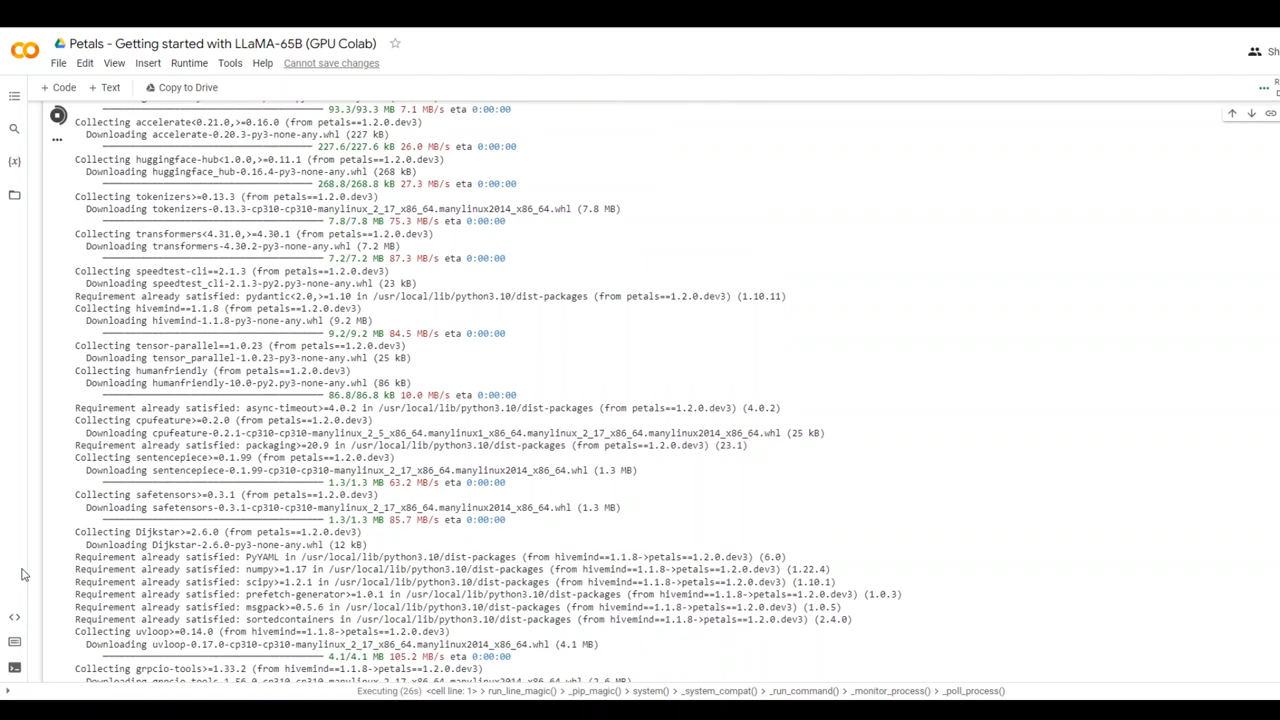 Petals - Getting started with LLaMA-65B (GPU Colab)
File Edit View Insert Runtime Tools Help Cannot save changes
+ Code + Text Copy to Drive
93.3/93.3 MB 7.1 MB/s eta 0:00:00
Collecting accelerate<0.21.0,>=0.16.0 (from petals==1.2.0.dev3)
Downloading accelerate-0.20.3-py3-none-any.whl (227 kB)
227.6/227.6 kB 26.0 MB/s eta 0:00:00
Collecting huggingface-hub<1.0.0,>=0.11.1 (from petals==1.2.0.dev3)
Downloading huggingface_hub-0.16.4-py3-none-any.whl (268 kB)
268.8/268.8 kB 27.3 MB/s eta 0:00:00
Collecting tokenizers>=0.13.3 (from petals==1.2.0.dev3)
Downloading tokenizers-0.13.3-cp310-cp310-manylinux_2_17_x86_64.manylinux2014_x86_64.whl (7.8 MB)
7.8/7.8 MB 75.3 MB/s eta 0:00:00
Collecting transformers<4.31.0,>=4.30.1 (from petals==1.2.0.dev3)
Downloading transformers-4.30.2-py3-none-any.whl (7.2 MB)
7.2/7.2 MB 87.3 MB/s eta 0:00:00
Collecting speedtest-cli==2.1.3 (from petals==1.2.0.dev3)
Downloading speedtest_cli-2.1.3-py2.py3-none-any.whl (23 kB)
Requirement already satisfied: pydantic<2.0,>=1.10 in /usr/local/lib/python3.10/dist-packages (from petals==1.2.0.dev3) (1.10.11)
Collecting hivemind==1.1.8 (from petals==1.2.0.dev3)
Downloading hivemind-1.1.8-py3-none-any.whl (9.2 MB)
9.2/9.2 MB 84.5 MB/s eta 0:00:00
Collecting tensor-parallel==1.0.23 (from petals==1.2.0.dev3)
Downloading tensor_parallel-1.0.23-py3-none-any.whl (25 kB)
Collecting humanfriendly (from petals==1.2.0.dev3)
Downloading humanfriendly-10.0-py2.py3-none-any.whl (86 kB)
86.8/86.8 kB 10.0 MB/s eta 0:00:00
Requirement already satisfied: async-timeout>=4.0.2 in /usr/local/lib/python3.10/dist-packages (from petals==1.2.0.dev3) (4.0.2)
Collecting cpufeature>=0.2.0 (from petals==1.2.0.dev3)
Downloading cpufeature-0.2.1-cp310-cp310-manylinux_2_5_x86_64.manylinux1_x86_64.manylinux_2_17_x86_64.manylinux2014_x86_64.whl (25 kB)
Requirement already satisfied: packaging>=20.9 in /usr/local/lib/python3.10/dist-packages (from petals==1.2.0.dev3) (23.1)
Collecting sentencepiece>=0.1.99 (from petals==1.2.0.dev3)
Downloading sentencepiece-0.1.99-cp310-cp310-manylinux_2_17_x86_64.manylinux2014_x86_64.whl (1.3 MB)
1.3/1.3 MB 63.2 MB/s eta 0:00:00
Collecting safetensors>=0.3.1 (from petals==1.2.0.dev3)
Downloading safetensors-0.3.1-cp310-cp310-manylinux_2_17_x86_64.manylinux2014_x86_64.whl (1.3 MB)
1.3/1.3 MB 85.7 MB/s eta 0:00:00
Collecting Dijkstar>=2.6.0 (from petals==1.2.0.dev3)
Downloading Dijkstar-2.6.0-py3-none-any.whl (12 kB)
Requirement already satisfied: PyYAML in /usr/local/lib/python3.10/dist-packages (from hivemind==1.1.8->petals==1.2.0.dev3) (6.0)
Requirement already satisfied: numpy>=1.17 in /usr/local/lib/python3.10/dist-packages (from hivemind==1.1.8->petals==1.2.0.dev3) (1.22.4)
Requirement already satisfied: scipy>=1.2.1 in /usr/local/lib/python3.10/dist-packages (from hivemind==1.1.8->petals==1.2.0.dev3) (1.10.1)
Requirement already satisfied: prefetch-generator>=1.0.1 in /usr/local/lib/python3.10/dist-packages (from hivemind==1.1.8->petals==1.2.0.dev3) (1.0.3)
Requirement already satisfied: msgpack>=0.5.6 in /usr/local/lib/python3.10/dist-packages (from hivemind==1.1.8->petals==1.2.0.dev3) (1.0.5)
Requirement already satisfied: sortedcontainers in /usr/local/lib/python3.10/dist-packages (from hivemind==1.1.8->petals==1.2.0.dev3) (2.4.0)
Collecting uvloop>=0.14.0 (from hivemind==1.1.8->petals==1.2.0.dev3)
Downloading uvloop-0.17.0-cp310-cp310-manylinux_2_17_x86_64.manylinux2014_x86_64.whl (4.1 MB)
4.1/4.1 MB 105.2 MB/s eta 0:00:00
Collecting grpcio-tools>=1.33.2 (from hivemind==1.1.8->petals==1.2.0.dev3)
Executing (26s) <cell line: 1> run_line_magic() _pip_magic() system() _system_compat() _run_command() _monitor_process() _poll_process()